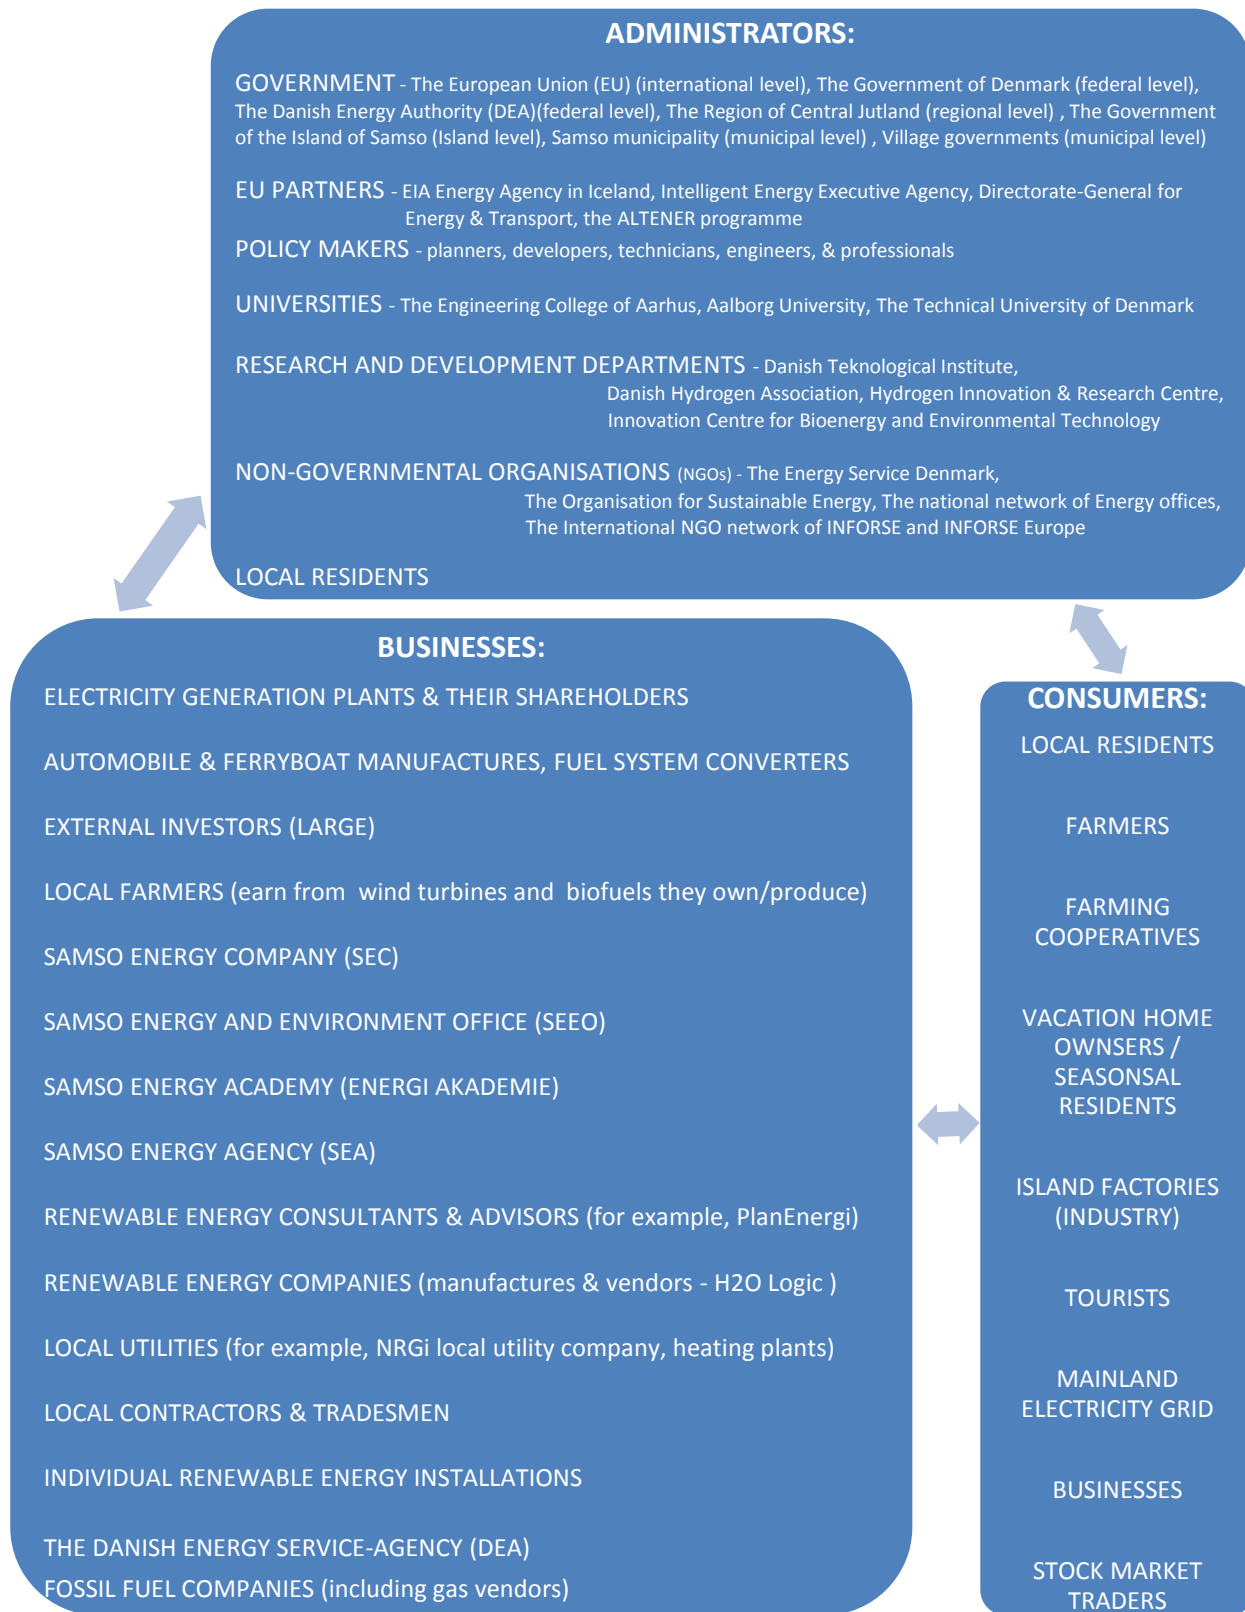 ADMINISTRATORS:
GOVERNMENT - The European Union (EU) (international level), The Government of Denmark (federal level),
The Danish Energy Authority (DEA)(federal level), The Region of Central Jutland (regional level) , The Government
of the Island of Samso (Island level), Samso municipality (municipal level) , Village governments (municipal level)
EU PARTNERS - EIA Energy Agency in Iceland, Intelligent Energy Executive Agency, Directorate-General for
Energy & Transport, the ALTENER programme
POLICY MAKERS - planners, developers, technicians, engineers, & professionals
UNIVERSITIES - The Engineering College of Aarhus, Aalborg University, The Technical University of Denmark
RESEARCH AND DEVELOPMENT DEPARTMENTS - Danish Teknological Institute,
Danish Hydrogen Association, Hydrogen Innovation & Research Centre,
Innovation Centre for Bioenergy and Environmental Technology
NON-GOVERNMENTAL ORGANISATIONS (NGOs) - The Energy Service Denmark,
The Organisation for Sustainable Energy, The national network of Energy offices,
The International NGO network of INFORSE and INFORSE Europe
LOCAL RESIDENTS
BUSINESSES:
ELECTRICITY GENERATION PLANTS & THEIR SHAREHOLDERS
AUTOMOBILE & FERRYBOAT MANUFACTURES, FUEL SYSTEM CONVERTERS
EXTERNAL INVESTORS (LARGE)
LOCAL FARMERS (earn from wind turbines and biofuels they own/produce)
SAMSO ENERGY COMPANY (SEC)
SAMSO ENERGY AND ENVIRONMENT OFFICE (SEEO)
SAMSO ENERGY ACADEMY (ENERGI AKADEMIE)
SAMSO ENERGY AGENCY (SEA)
RENEWABLE ENERGY CONSULTANTS & ADVISORS (for example, PlanEnergi)
RENEWABLE ENERGY COMPANIES (manufactures & vendors - H2O Logic )
LOCAL UTILITIES (for example, NRGi local utility company, heating plants)
LOCAL CONTRACTORS & TRADESMEN
INDIVIDUAL RENEWABLE ENERGY INSTALLATIONS
THE DANISH ENERGY SERVICE-AGENCY (DEA)
FOSSIL FUEL COMPANIES (including gas vendors)
CONSUMERS:
LOCAL RESIDENTS
FARMERS
FARMING
COOPERATIVES
VACATION HOME
OWNSERS /
SEASONSAL
RESIDENTS
ISLAND FACTORIES
(INDUSTRY)
TOURISTS
MAINLAND
ELECTRICITY GRID
BUSINESSES
STOCK MARKET
TRADERS